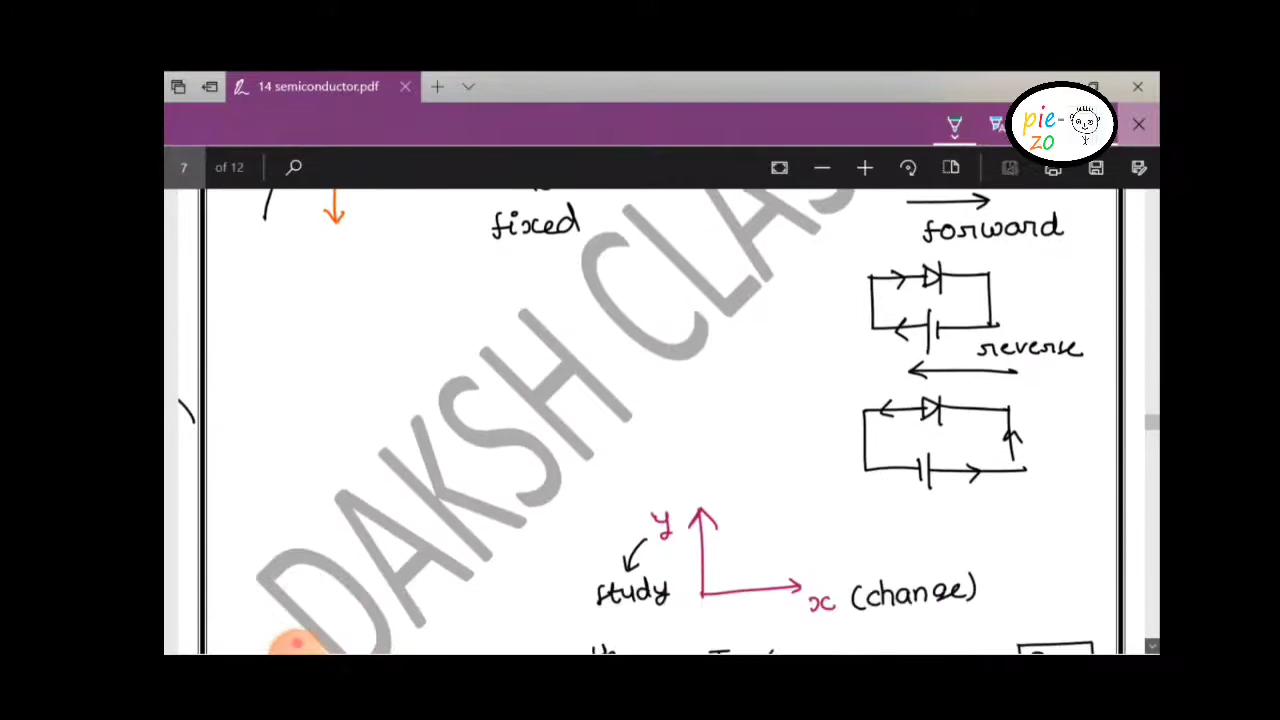 14 semiconductor.pdf
pie-
zo
7 of 12
fixed
forward
reverse
y
study
x (change)
DAKSH CLAS